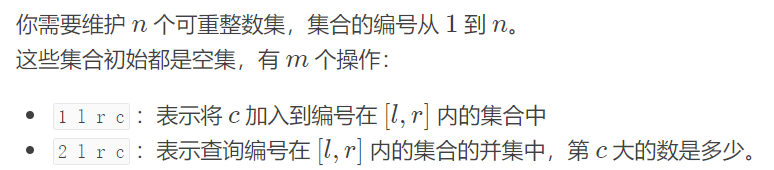 你需要维护 n 个可重整数集，集合的编号从 1 到 n。
这些集合初始都是空集，有 m 个操作：
• 1 l r c：表示将 c 加入到编号在 [l, r] 内的集合中
• 2 l r c：表示查询编号在 [l, r] 内的集合的并集中，第 c 大的数是多少。